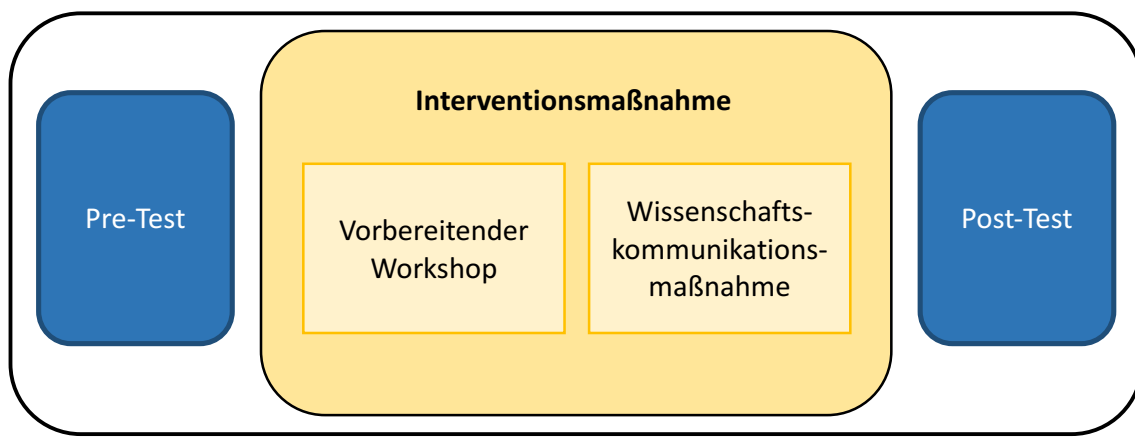 Interventionsmaßnahme
Pre-Test
Vorbereitender
Workshop
Wissenschafts-
kommunikations-
maßnahme
Post-Test